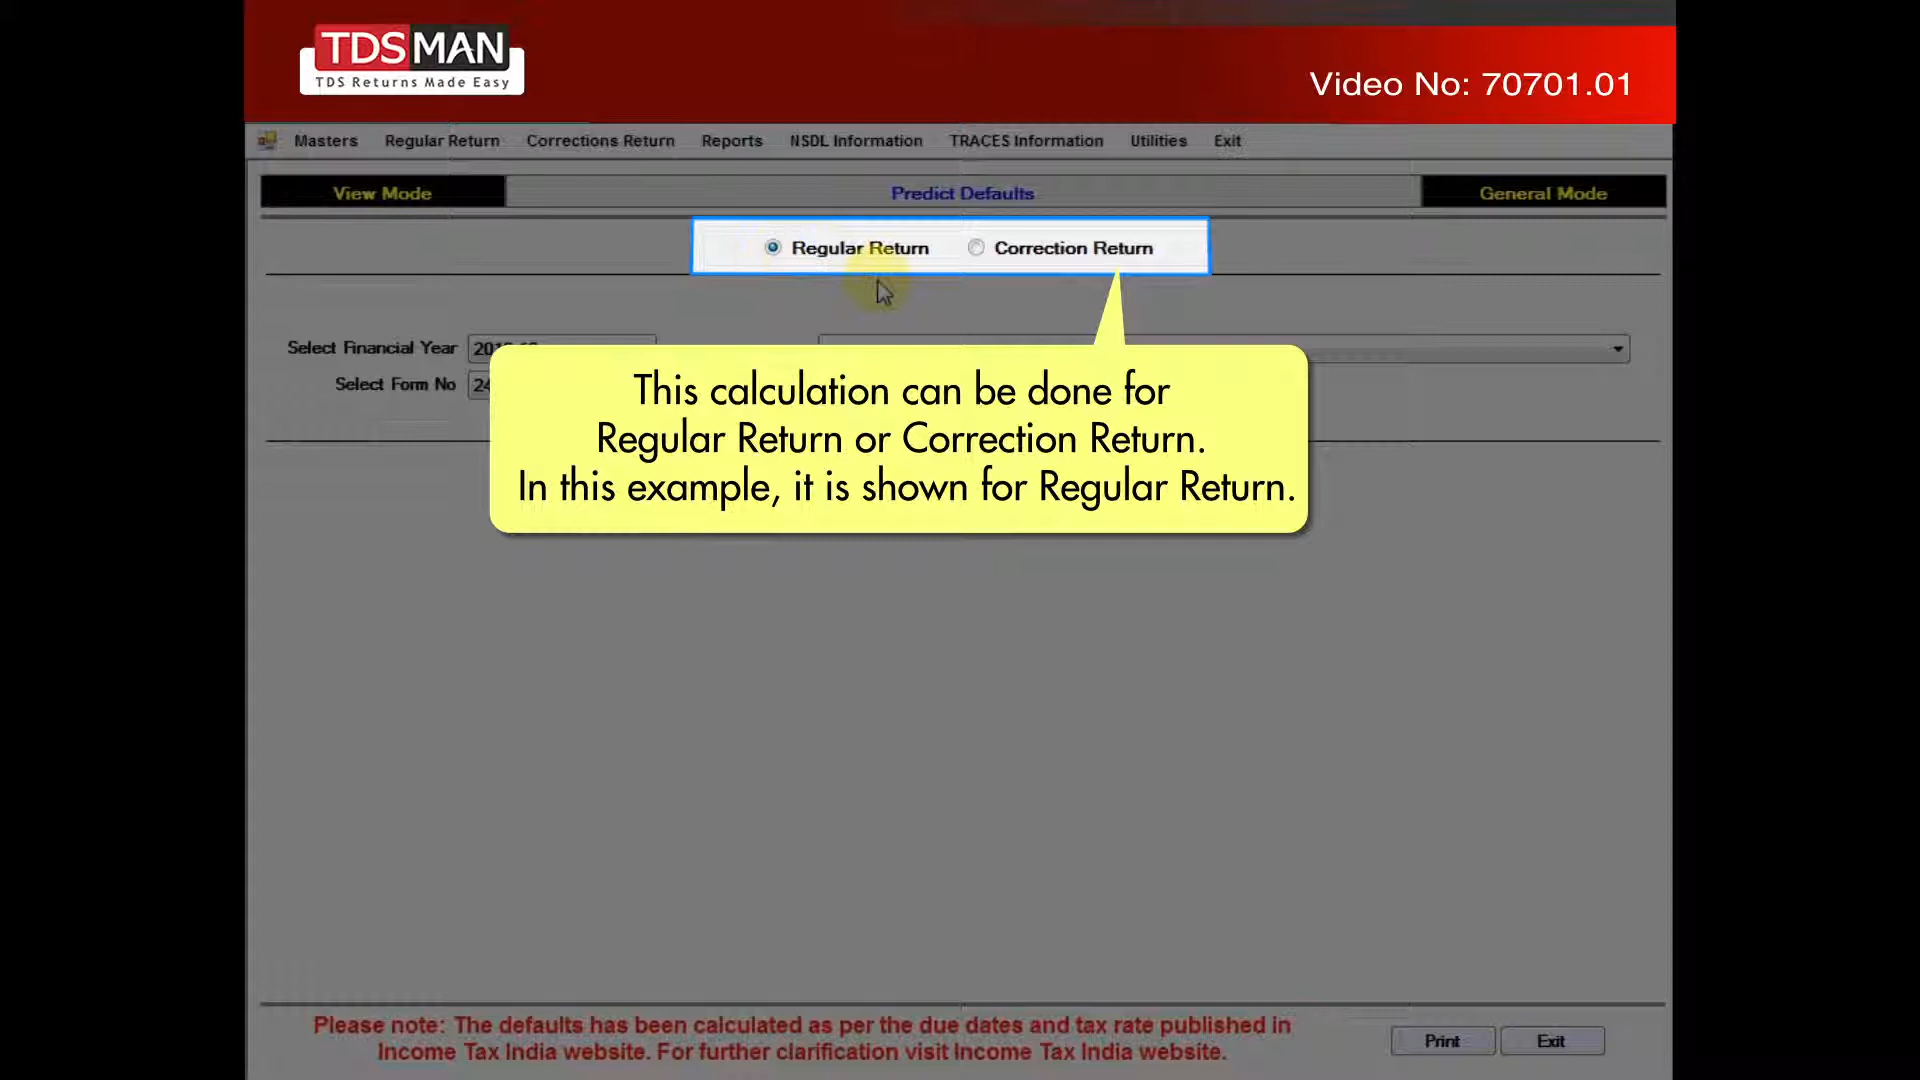 TDSMAN
TDS Returns Made Easy
Video No: 70701.01
Masters Regular Return Corrections Return Reports NSDL Information TRACES Information Utilities Exit
View Mode Predict Defaults General Mode
Regular Return Correction Return
Select Financial Year
Select Form No 24
This calculation can be done for
Regular Return or Correction Return.
In this example, it is shown for Regular Return.
Please note: The defaults has been calculated as per the due dates and tax rate published in
Income Tax India website. For further clarification visit Income Tax India website.
Print Exit